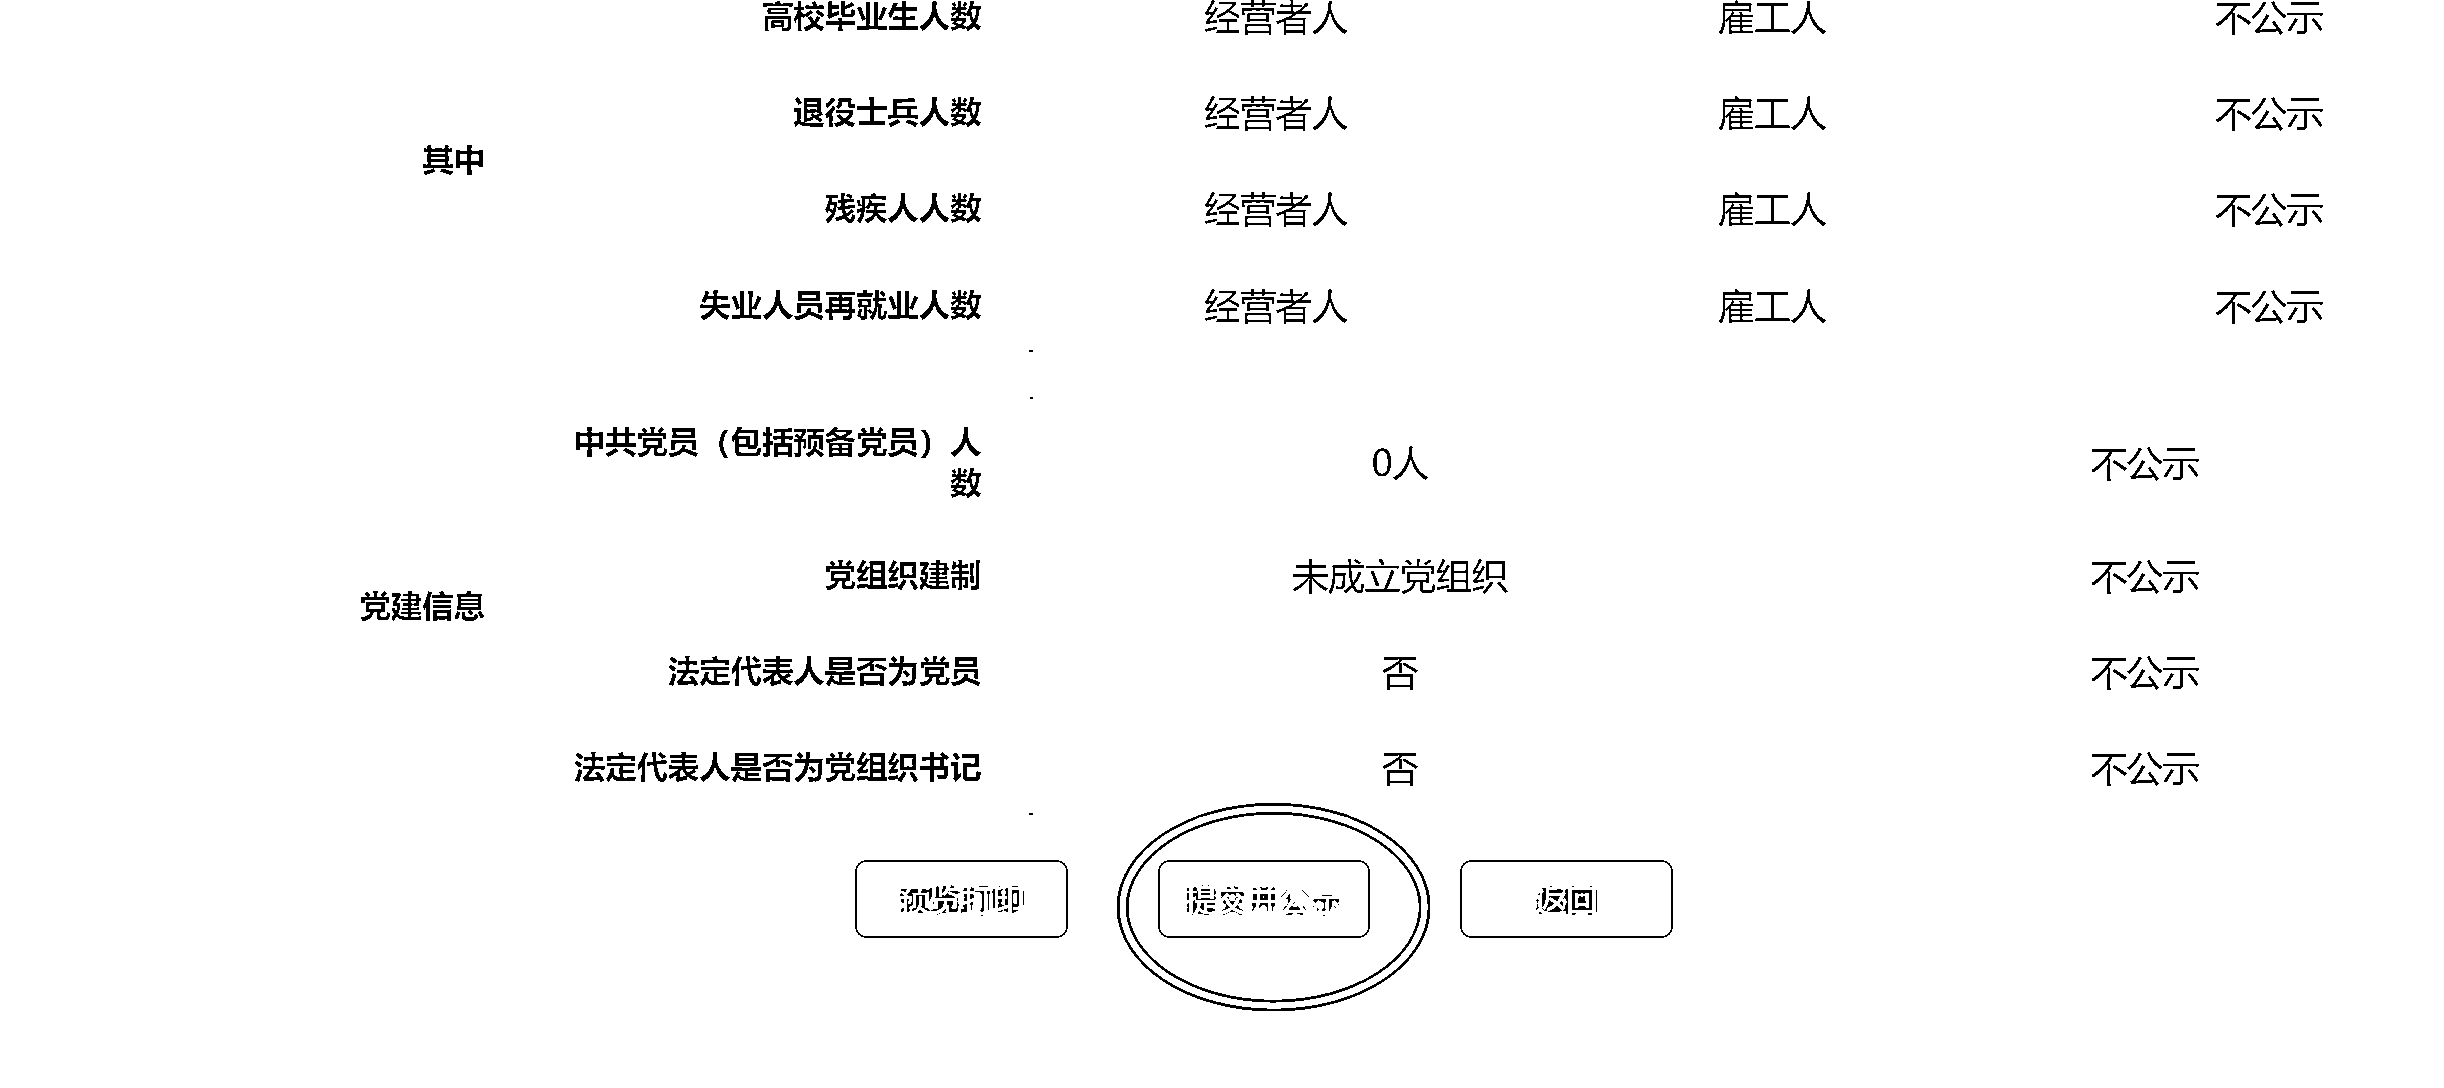 高校毕业生人数 经营者人 雇工人 不公示
退役士兵人数 经营者人 雇工人 不公示
其中
残疾人人数 经营者人 雇工人 不公示
失业人员再就业人数 经营者人 雇工人 不公示
中共党员（包括预备党员）人
数
0人 不公示
党组织建制 未成立党组织 不公示
党建信息
法定代表人是否为党员 否 不公示
法定代表人是否为党组织书记 否 不公示
预览打印 提交并公示 返回